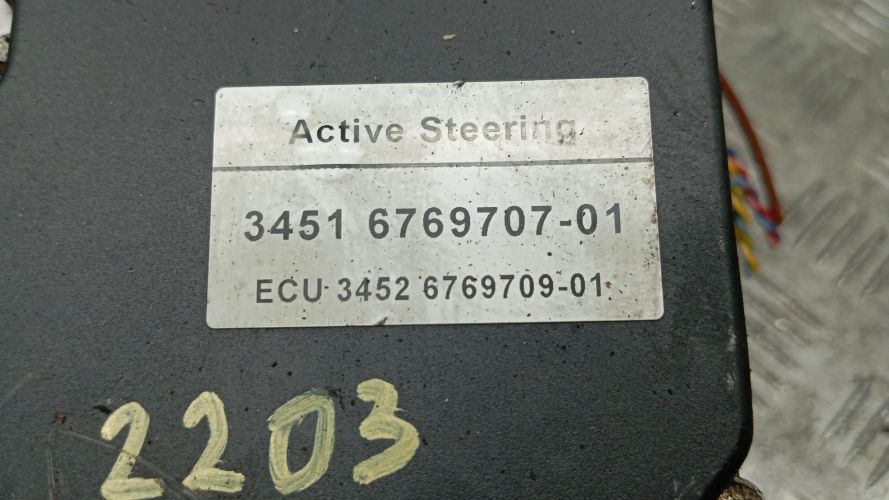 Active Steering
3451 6769707-01
ECU 3452 6769709-01
2203